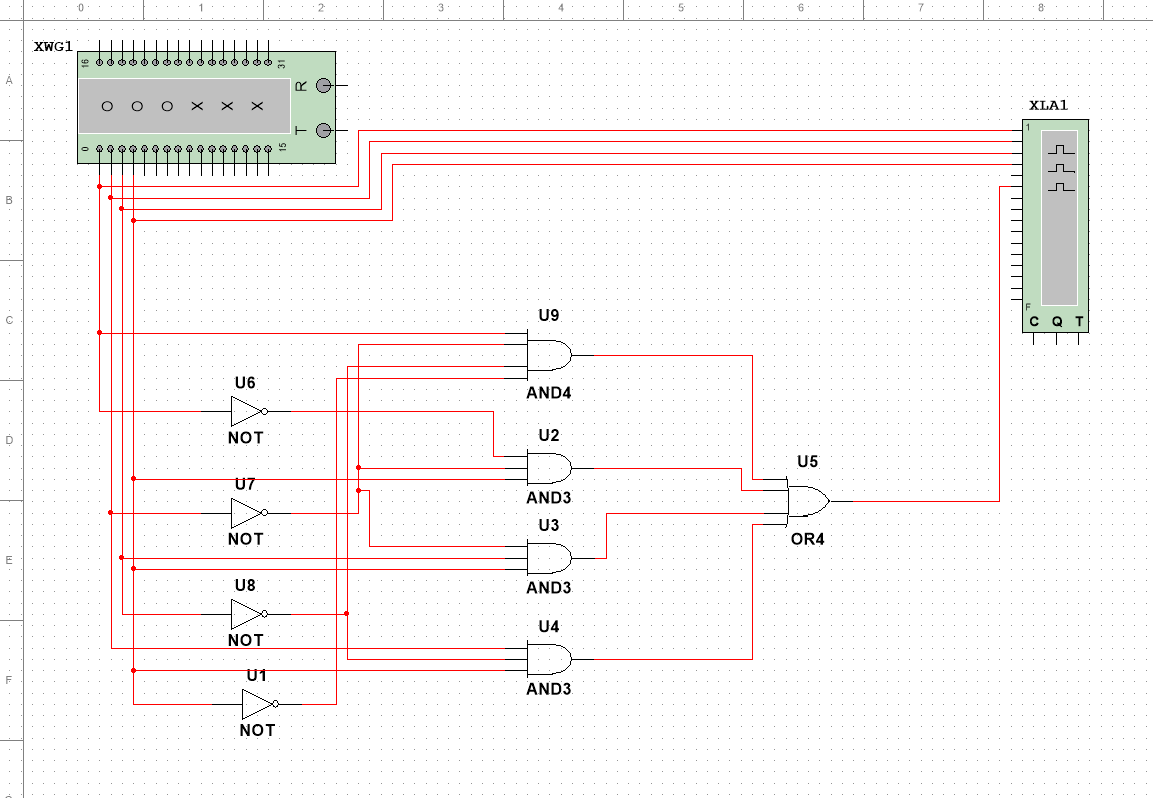 0 1 2 3 4 5 6 7 8
XWG1
16 31
R
A
O O O X X X
XLA1
T
1
0 15
B
F
C Q T
U9
C
AND4
U6
NOT
U2
D
U5
U7
AND3
U3
NOT
OR4
E
U8
AND3
U4
NOT
U1
F
AND3
NOT